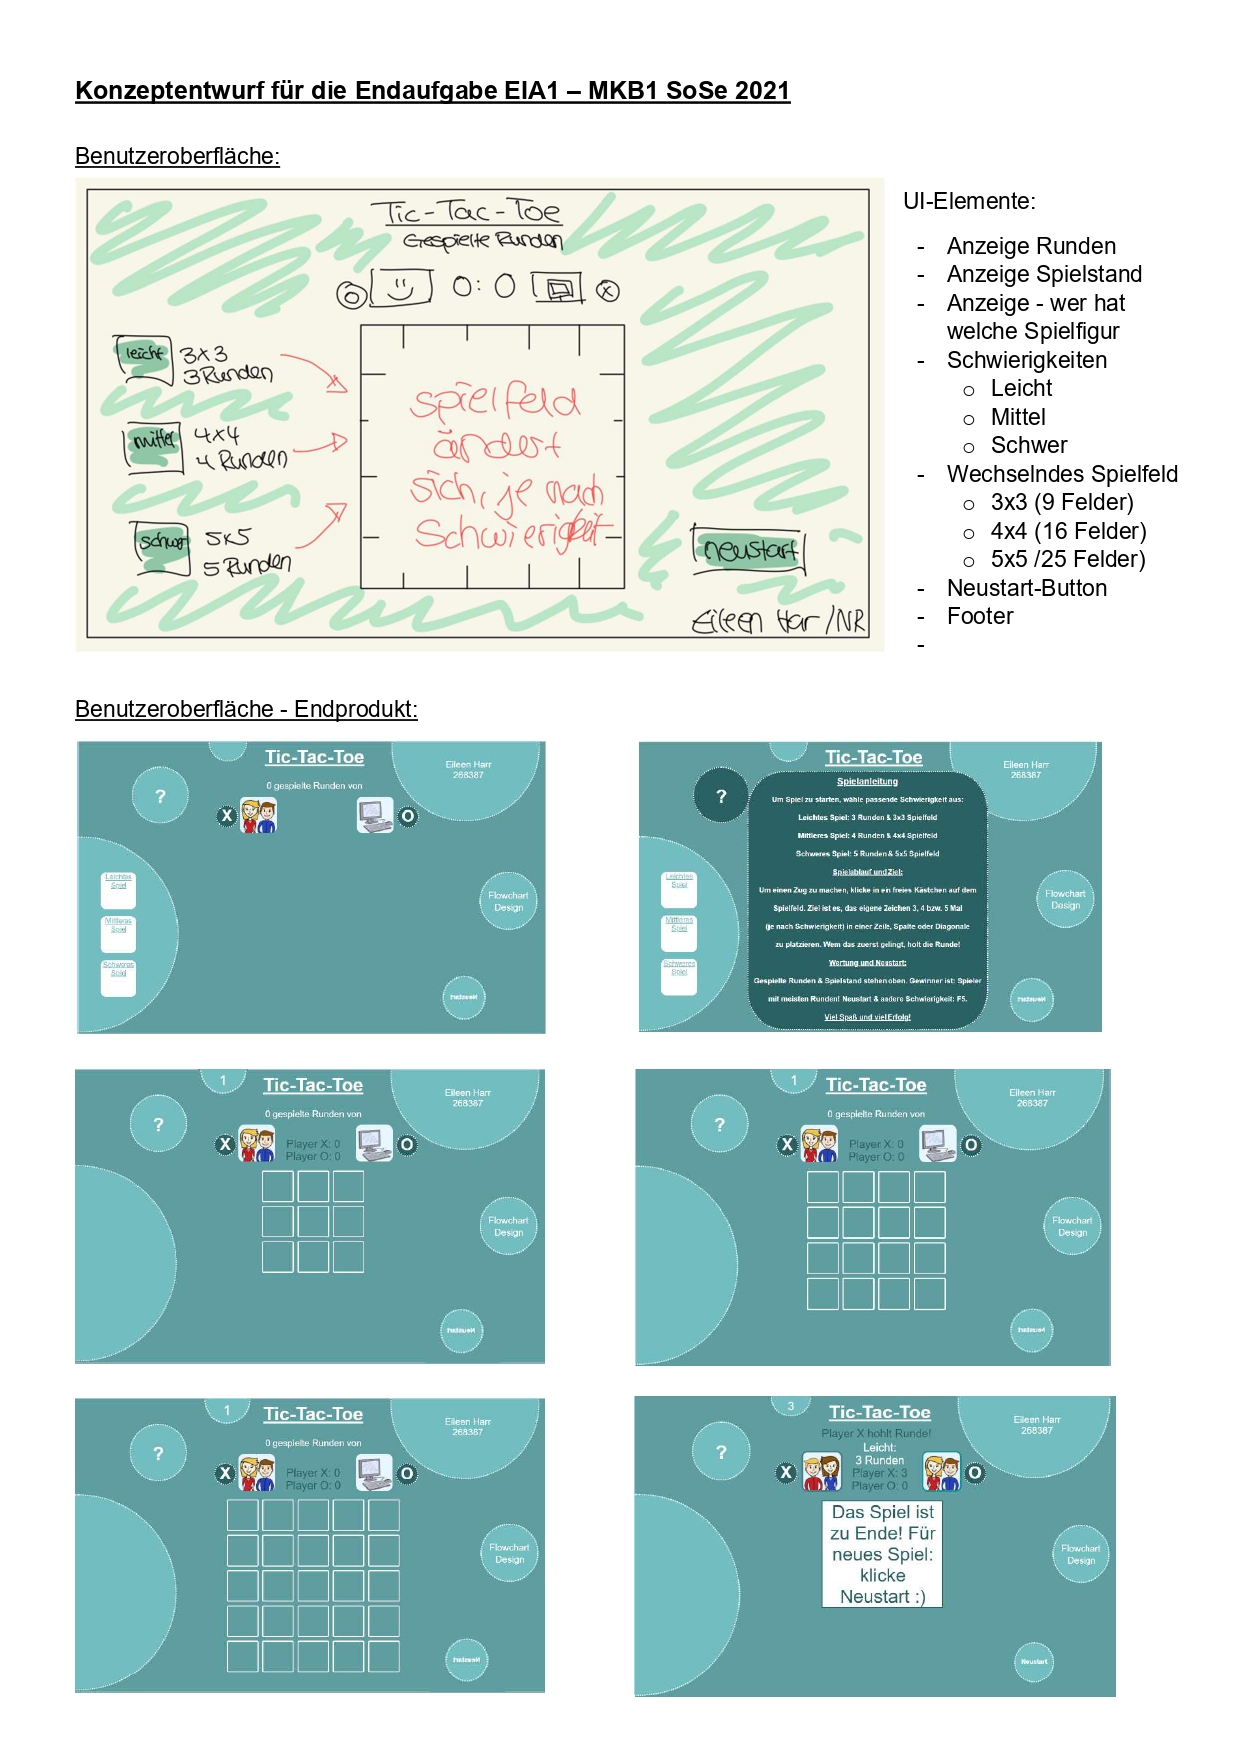 Konzeptentwurf für die Endaufgabe EIA1 – MKB1 SoSe 2021
Benutzeroberfläche:
Tic-Tac-Toe
Gespielte Runden
O
0:0
X
leicht
3x3
3 Runden
mittel
4x4
4 Runden
schwer
5x5
5 Runden
spielfeld
ändert
sich, je nach
Schwierigkeit
neustart
Eileen Har /NR
UI-Elemente:
- Anzeige Runden
- Anzeige Spielstand
- Anzeige - wer hat
welche Spielfigur
- Schwierigkeiten
o Leicht
o Mittel
o Schwer
- Wechselndes Spielfeld
o 3x3 (9 Felder)
o 4x4 (16 Felder)
o 5x5 /25 Felder)
- Neustart-Button
- Footer
-
Benutzeroberfläche - Endprodukt:
Tic-Tac-Toe
Eileen Harr
268387
?
0 gespielte Runden von
X
O
Leichtes
Spiel
Mittleres
Spiel
Schweres
Spiel
Flowchart
Design
Neustart
Tic-Tac-Toe
Eileen Harr
268387
?
Spielanleitung
Um Spiel zu starten, wähle passende Schwierigkeit aus:
Leichtes Spiel: 3 Runden & 3x3 Spielfeld
Mittleres Spiel: 4 Runden & 4x4 Spielfeld
Schweres Spiel: 5 Runden & 5x5 Spielfeld
Spielablauf und Ziel:
Um einen Zug zu machen, klicke in ein freies Kästchen auf dem
Spielfeld. Ziel ist es, das eigene Zeichen 3, 4 bzw. 5 Mal
(je nach Schwierigkeit) in einer Zeile, Spalte oder Diagonale
zu platzieren. Wem das zuerst gelingt, holt die Runde!
Wertung und Neustart:
Gespielte Runden & Spielstand stehen oben. Gewinner ist: Spieler
mit meisten Runden! Neustart & andere Schwierigkeit: F5.
Viel Spaß und viel Erfolg!
Leichtes
Spiel
Mittleres
Spiel
Schweres
Spiel
Flowchart
Design
Neustart
1
Tic-Tac-Toe
Eileen Harr
268387
?
0 gespielte Runden von
X
Player X: 0
Player O: 0
O
Flowchart
Design
Neustart
1
Tic-Tac-Toe
Eileen Harr
268387
?
0 gespielte Runden von
X
Player X: 0
Player O: 0
O
Flowchart
Design
Neustart
1
Tic-Tac-Toe
Eileen Harr
268387
?
0 gespielte Runden von
X
Player X: 0
Player O: 0
O
Flowchart
Design
Neustart
3
Tic-Tac-Toe
Eileen Harr
268387
?
Player X hohlt Runde!
Leicht:
3 Runden
X
Player X: 3
Player O: 0
O
Das Spiel ist
zu Ende! Für
neues Spiel:
klicke
Neustart :)
Flowchart
Design
Neustart